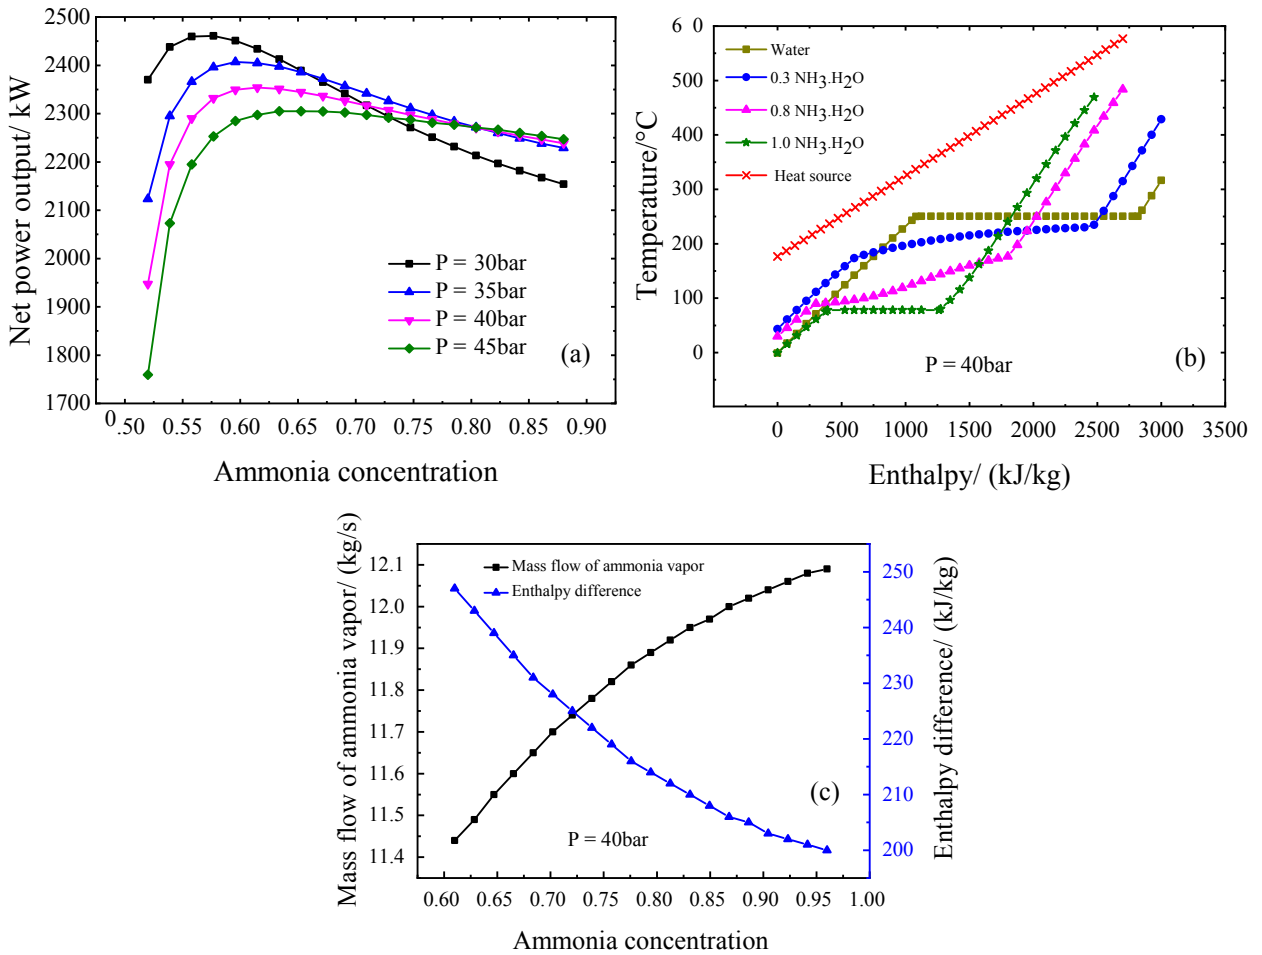 2500
2400
2300
2200
2100
2000
1900
1800
1700
Net power output/ kW
P = 30bar
P = 35bar
P = 40bar
P = 45bar
(a)
0.50 0.55 0.60 0.65 0.70 0.75 0.80 0.85 0.90
Ammonia concentration
6 0
500
400
300
200
100
0
Temperature/°C
Water
0.3 NH3.H2O
0.8 NH3.H2O
1.0 NH3.H2O
Heat source
P = 40bar
(b)
0 500 1000 1500 2000 2500 3000 3500
Enthalpy/ (kJ/kg)
12.1
12.0
11.9
11.8
11.7
11.6
11.5
11.4
Mass flow of ammonia vapor/ (kg/s)
Mass flow of ammonia vapor
Enthalpy difference
P = 40bar
(c)
250
240
230
220
210
200
Enthalpy difference/ (kJ/kg)
0.60 0.65 0.70 0.75 0.80 0.85 0.90 0.95 1.00
Ammonia concentration